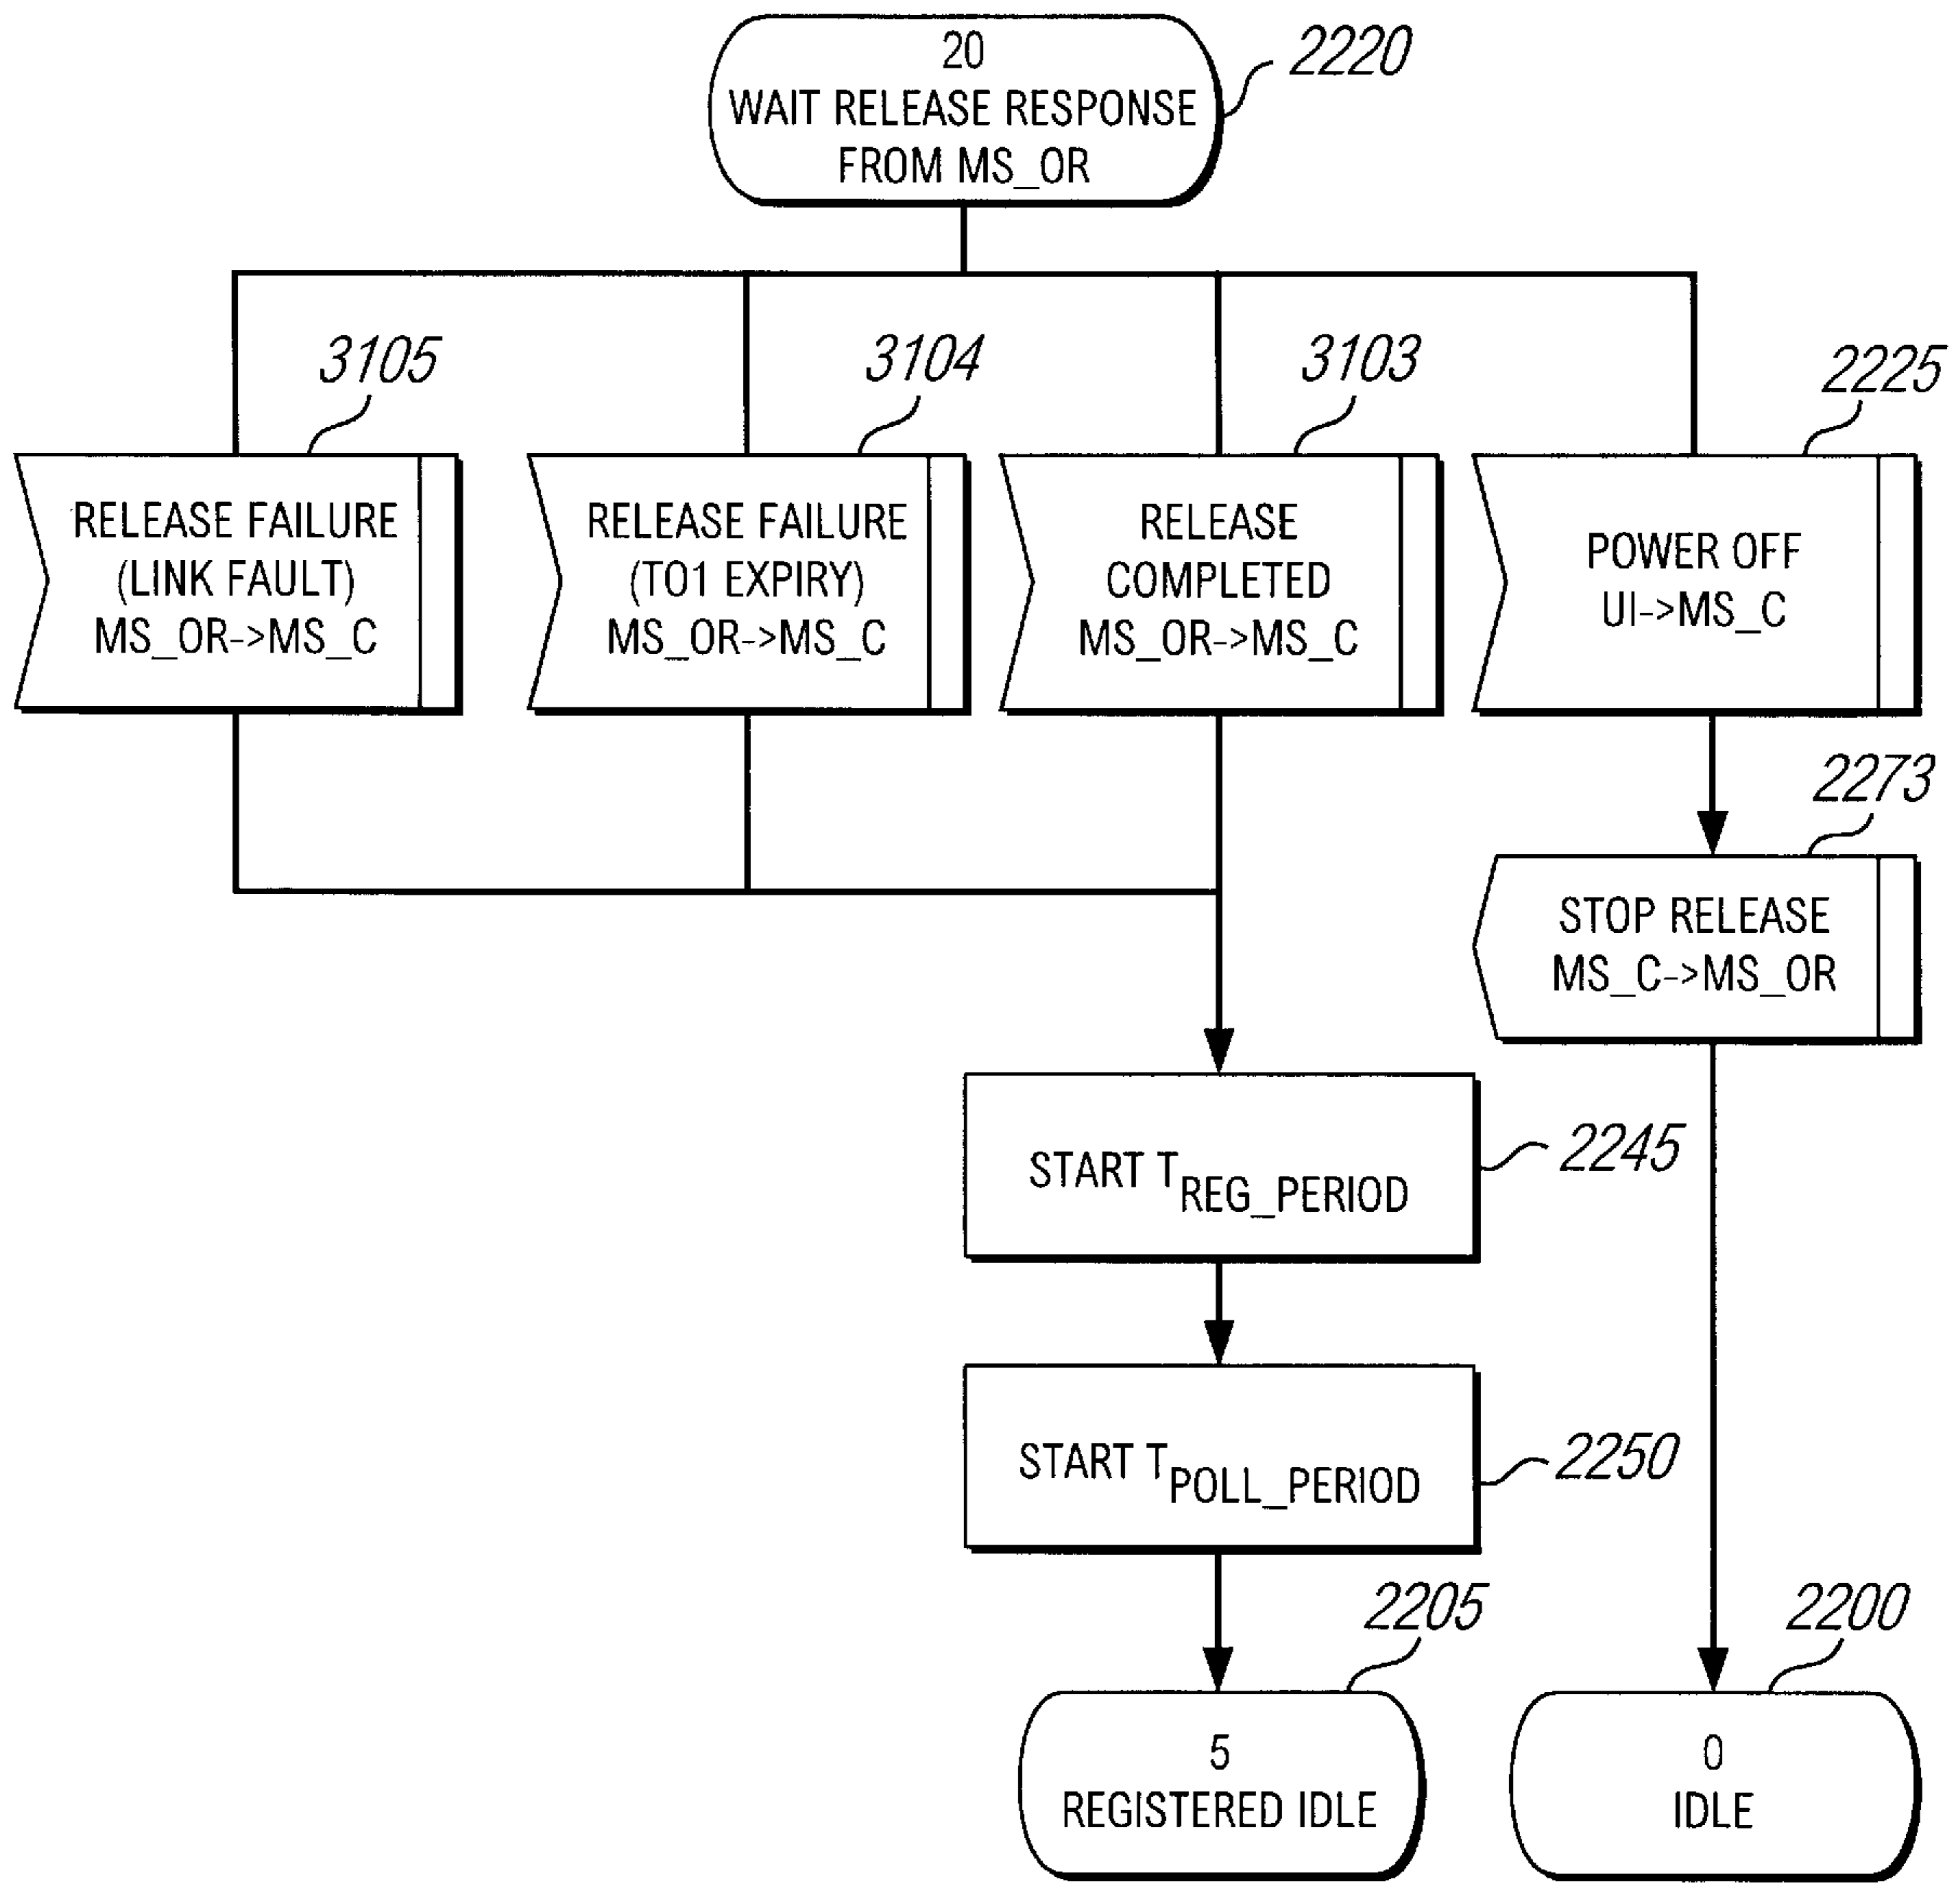 20
WAIT RELEASE RESPONSE
FROM MS_OR
2220
3105
3104
3103
2225
RELEASE FAILURE
(LINK FAULT)
MS_OR->MS_C
RELEASE FAILURE
(TO1 EXPIRY)
MS_OR->MS_C
RELEASE
COMPLETED
MS_OR->MS_C
POWER OFF
UI->MS_C
2273
STOP RELEASE
MS_C->MS_OR
START TREG_PERIOD
2245
START TPOLL_PERIOD
2250
2205
2200
5
REGISTERED IDLE
0
IDLE